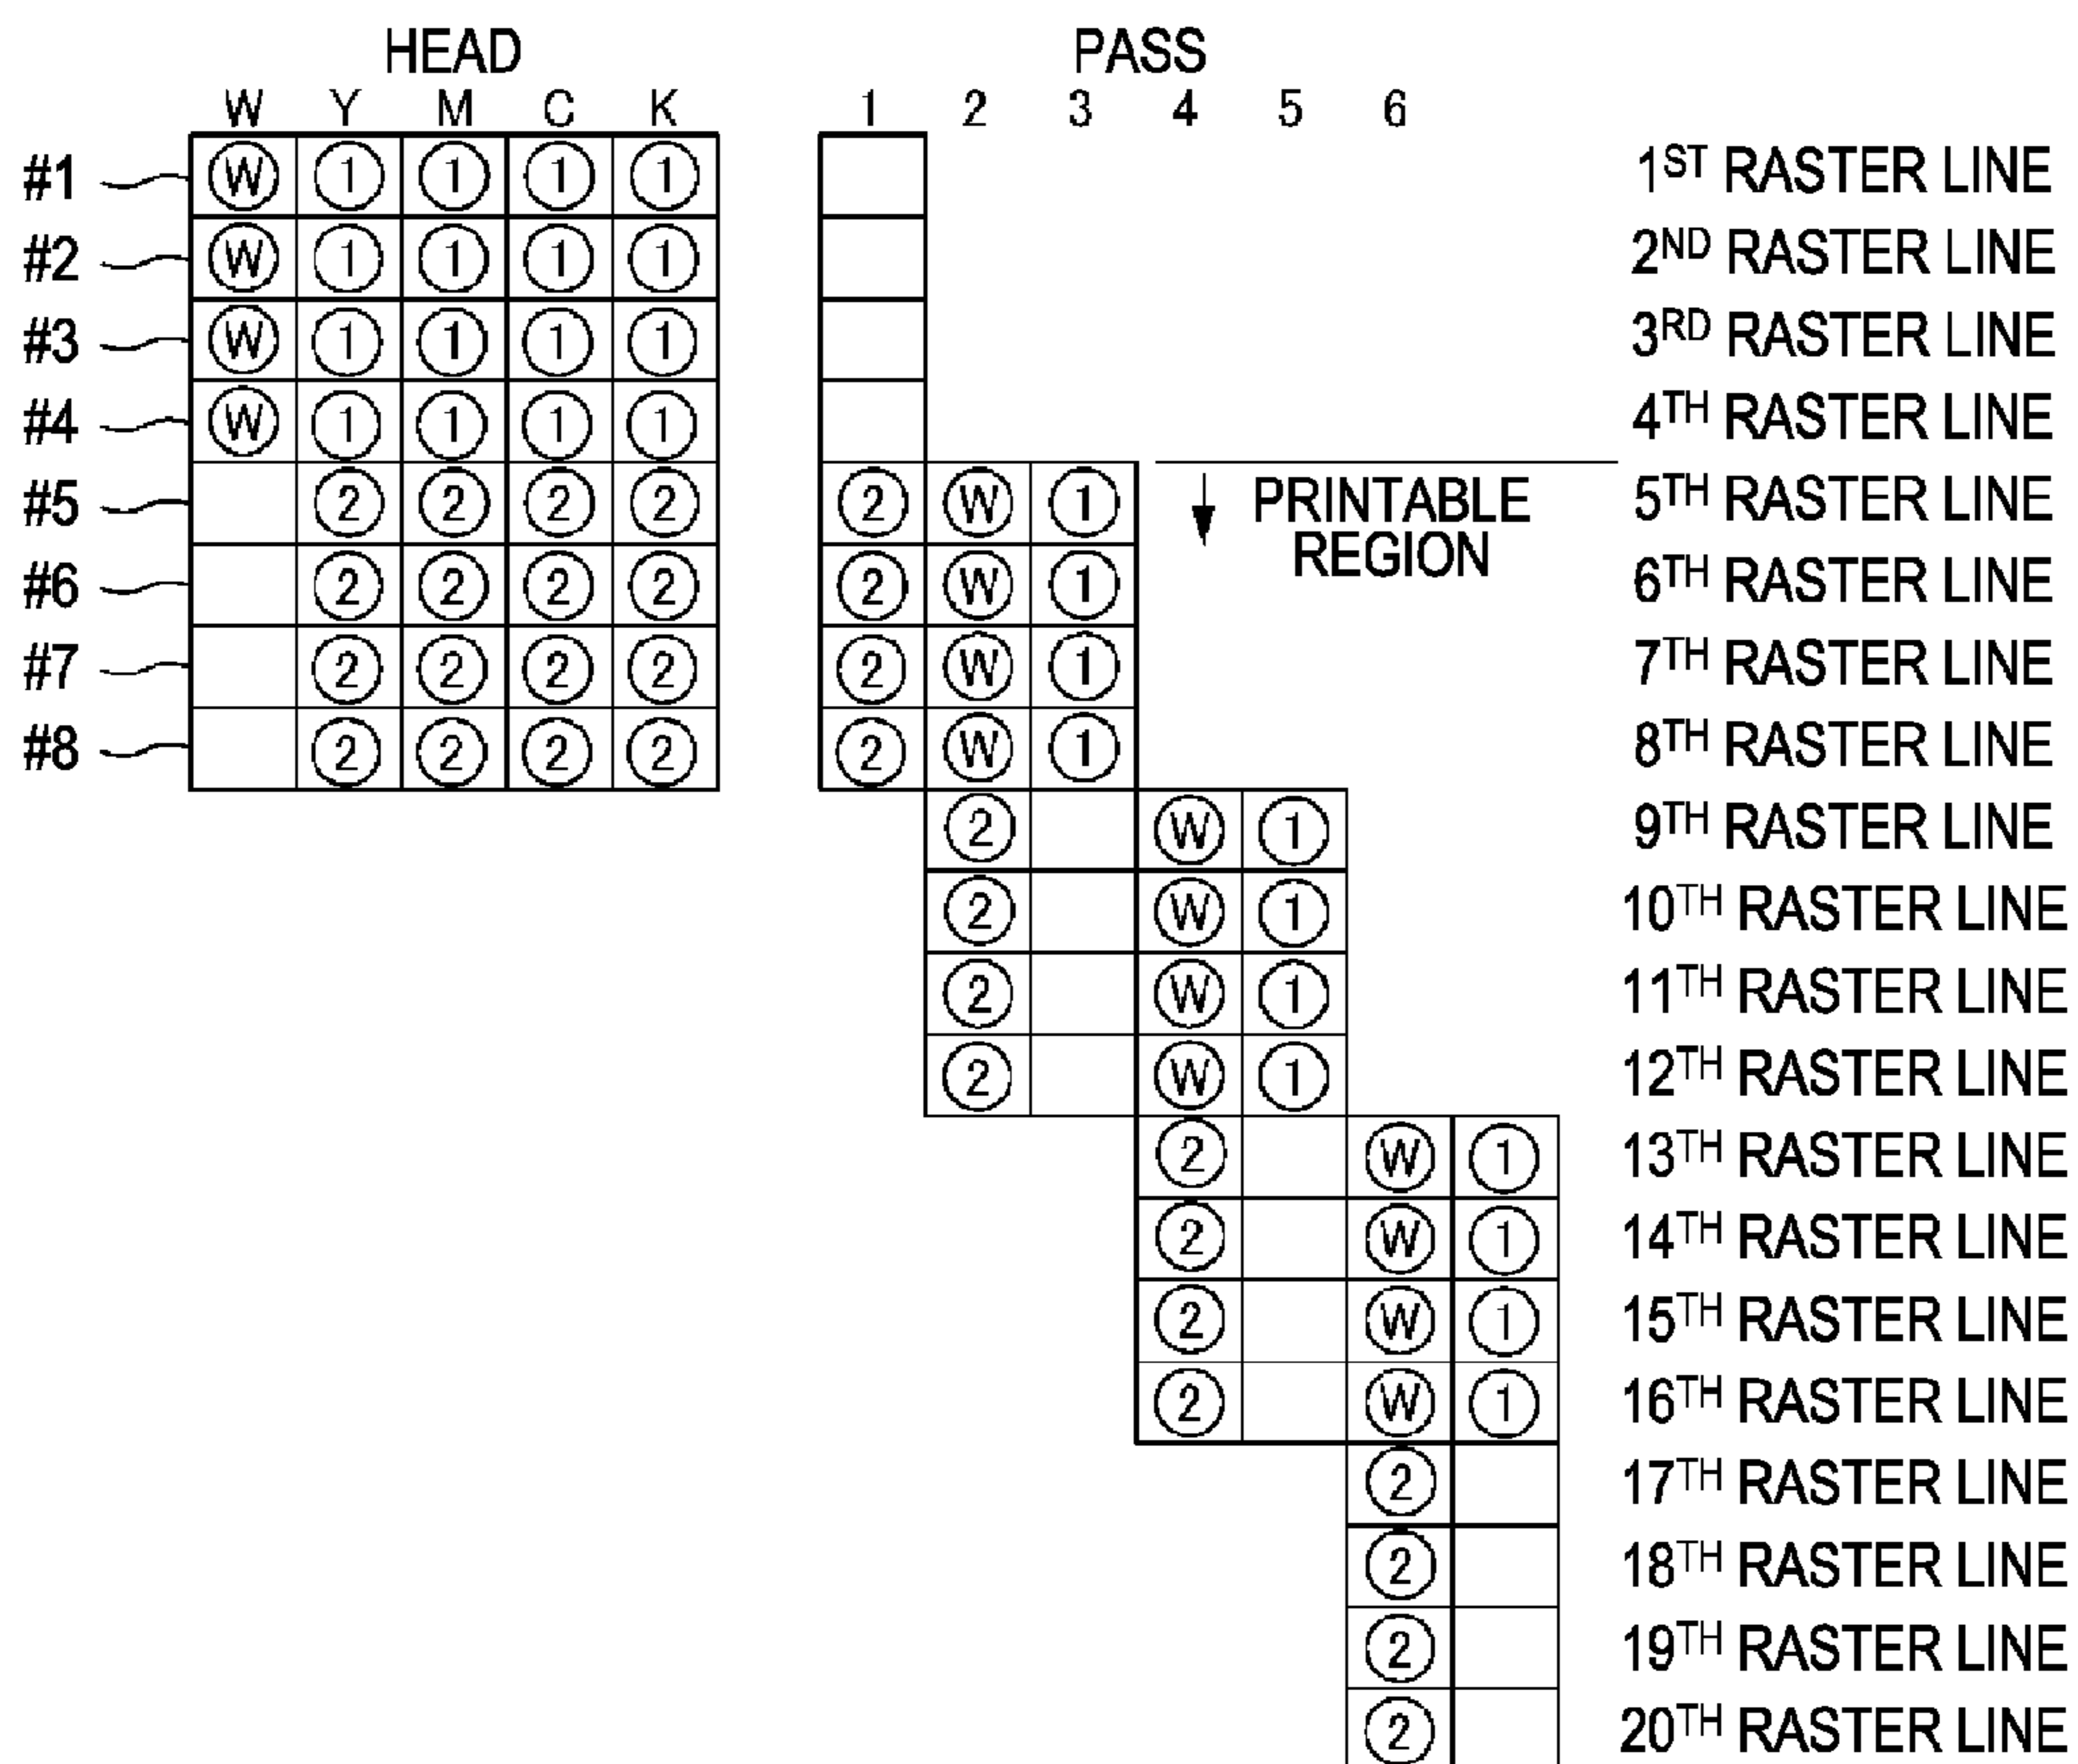 HEAD PASS
W Y M C K 1 2 3 4 5 6
#1 W 1 1 1 1 1ST RASTER LINE
#2 W 1 1 1 1 2ND RASTER LINE
#3 W 1 1 1 1 3RD RASTER LINE
#4 W 1 1 1 1 4TH RASTER LINE
#5 2 2 2 2 2 W 1 PRINTABLE 5TH RASTER LINE
#6 2 2 2 2 2 W 1 REGION 6TH RASTER LINE
#7 2 2 2 2 2 W 1 7TH RASTER LINE
#8 2 2 2 2 2 W 1 8TH RASTER LINE
2 W 1 9TH RASTER LINE
2 W 1 10TH RASTER LINE
2 W 1 11TH RASTER LINE
2 W 1 12TH RASTER LINE
2 W 1 13TH RASTER LINE
2 W 1 14TH RASTER LINE
2 W 1 15TH RASTER LINE
2 W 1 16TH RASTER LINE
2 17TH RASTER LINE
2 18TH RASTER LINE
2 19TH RASTER LINE
2 20TH RASTER LINE